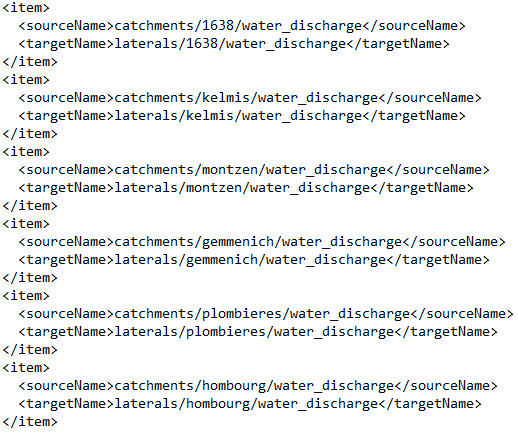 <item>
<sourceName>catchments/1638/water_discharge</sourceName>
<targetName>laterals/1638/water_discharge</targetName>
</item>
<item>
<sourceName>catchments/kelmis/water_discharge</sourceName>
<targetName>laterals/kelmis/water_discharge</targetName>
</item>
<item>
<sourceName>catchments/montzen/water_discharge</sourceName>
<targetName>laterals/montzen/water_discharge</targetName>
</item>
<item>
<sourceName>catchments/gemmenich/water_discharge</sourceName>
<targetName>laterals/gemmenich/water_discharge</targetName>
</item>
<item>
<sourceName>catchments/plombieres/water_discharge</sourceName>
<targetName>laterals/plombieres/water_discharge</targetName>
</item>
<item>
<sourceName>catchments/hombourg/water_discharge</sourceName>
<targetName>laterals/hombourg/water_discharge</targetName>
</item>